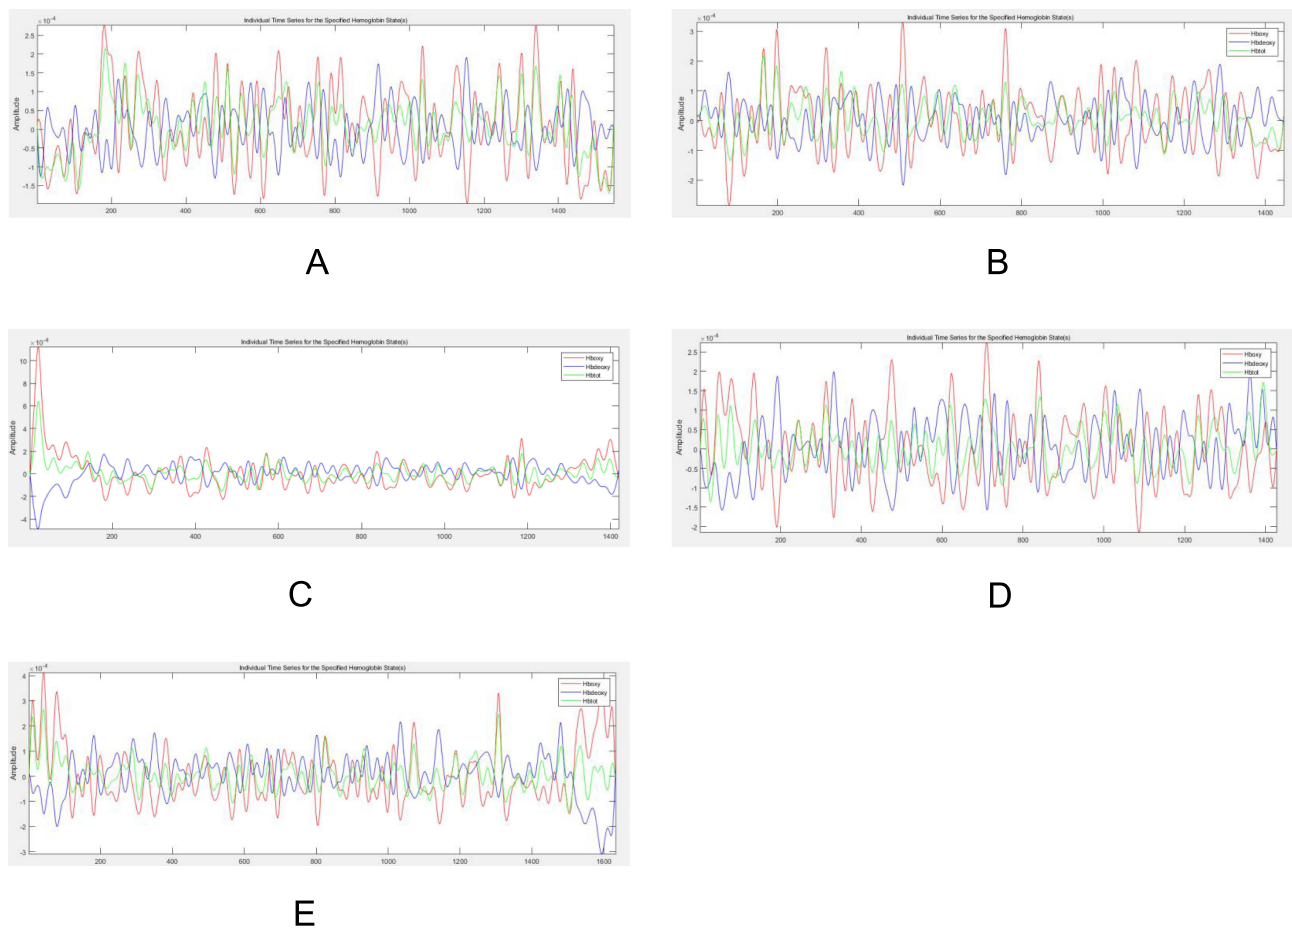 Individual Time Series for the Specified Hemoglobin State(s)
×10⁻⁴
Amplitude
2.5
2
1.5
1
0.5
0
-0.5
-1
-1.5
200 400 600 800 1000 1200 1400
A
Individual Time Series for the Specified Hemoglobin State(s)
×10⁻⁴
Amplitude
Hboxy
Hbdeoxy
Hbtot
3
2
1
0
-1
-2
200 400 600 800 1000 1200 1400
B
Individual Time Series for the Specified Hemoglobin State(s)
×10⁻⁴
Amplitude
Hboxy
Hbdeoxy
Hbtot
10
8
6
4
2
0
-2
-4
200 400 600 800 1000 1200 1400
C
Individual Time Series for the Specified Hemoglobin State(s)
×10⁻⁴
Amplitude
Hboxy
Hbdeoxy
Hbtot
2.5
2
1.5
1
0.5
0
-0.5
-1
-1.5
-2
200 400 600 800 1000 1200 1400
D
Individual Time Series for the Specified Hemoglobin State(s)
×10⁻⁴
Amplitude
Hboxy
Hbdeoxy
Hbtot
4
3
2
1
0
-1
-2
-3
200 400 600 800 1000 1200 1400 1600
E